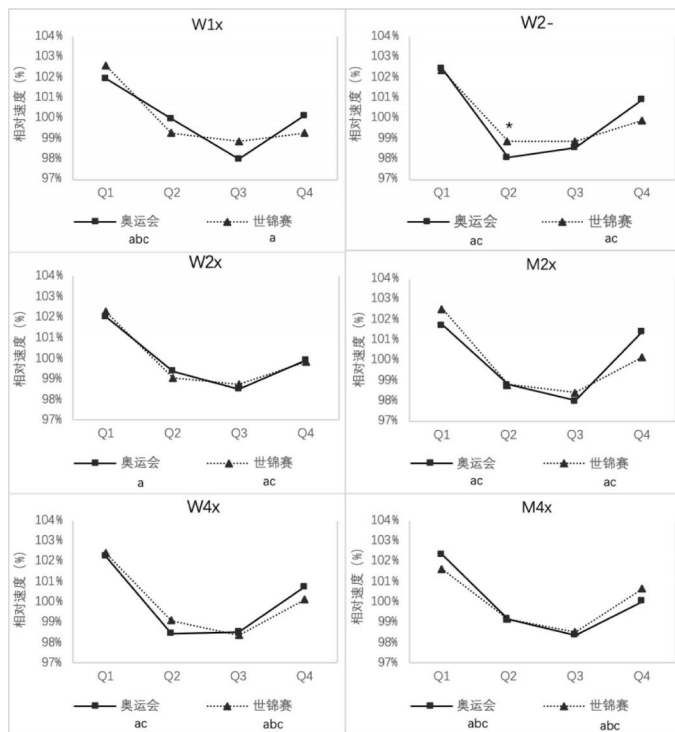 W1x
104%
103%
102%
101%
100%
99%
98%
97%
相对速度（%）
Q1 Q2 Q3 Q4
奥运会 世锦赛
abc a
W2-
104%
103%
102%
101%
100%
99%
98%
97%
相对速度（%）
*
Q1 Q2 Q3 Q4
奥运会 世锦赛
ac ac
W2x
104%
103%
102%
101%
100%
99%
98%
97%
相对速度（%）
Q1 Q2 Q3 Q4
奥运会 世锦赛
a ac
M2x
104%
103%
102%
101%
100%
99%
98%
97%
相对速度（%）
Q1 Q2 Q3 Q4
奥运会 世锦赛
ac ac
W4x
104%
103%
102%
101%
100%
99%
98%
97%
相对速度（%）
Q1 Q2 Q3 Q4
奥运会 世锦赛
ac abc
M4x
104%
103%
102%
101%
100%
99%
98%
97%
相对速度（%）
Q1 Q2 Q3 Q4
奥运会 世锦赛
abc abc